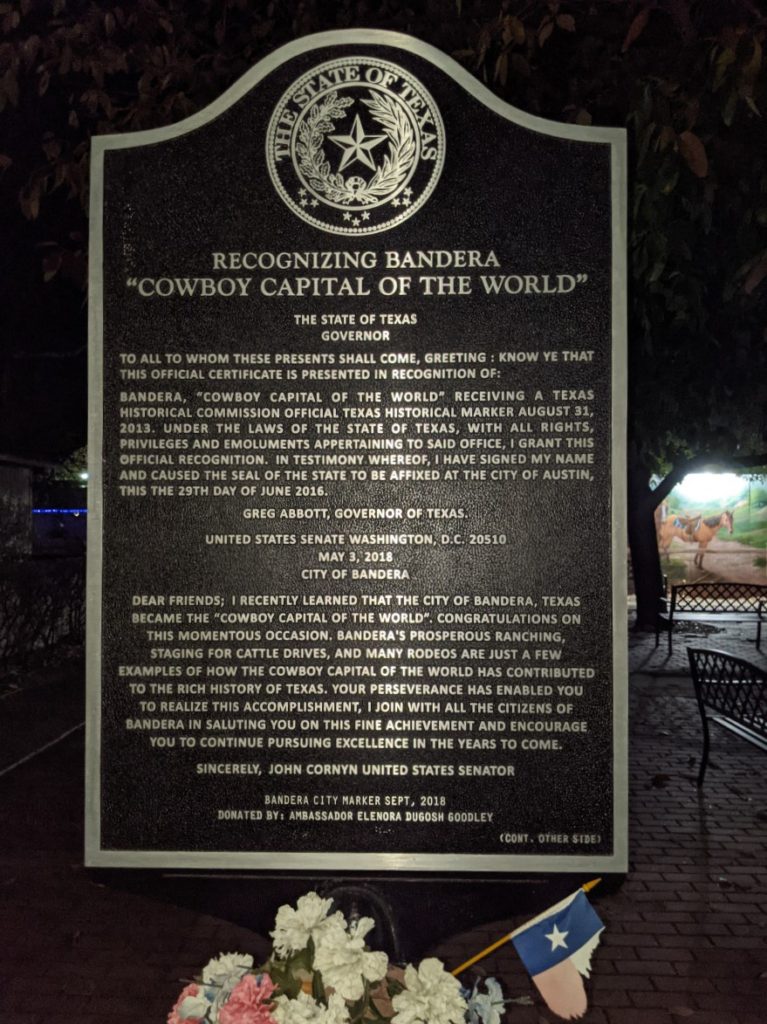 THE STATE OF TEXAS
RECOGNIZING BANDERA
“COWBOY CAPITAL OF THE WORLD”
THE STATE OF TEXAS
GOVERNOR
TO ALL TO WHOM THESE PRESENTS SHALL COME, GREETING : KNOW YE THAT
THIS OFFICIAL CERTIFICATE IS PRESENTED IN RECOGNITION OF:
BANDERA, “COWBOY CAPITAL OF THE WORLD” RECEIVING A TEXAS
HISTORICAL COMMISSION OFFICIAL TEXAS HISTORICAL MARKER AUGUST 31,
2013. UNDER THE LAWS OF THE STATE OF TEXAS, WITH ALL RIGHTS,
PRIVILEGES AND EMOLUMENTS APPERTAINING TO SAID OFFICE, I GRANT THIS
OFFICIAL RECOGNITION. IN TESTIMONY WHEREOF, I HAVE SIGNED MY NAME
AND CAUSED THE SEAL OF THE STATE TO BE AFFIXED AT THE CITY OF AUSTIN,
THIS THE 29TH DAY OF JUNE 2016.
GREG ABBOTT, GOVERNOR OF TEXAS.
UNITED STATES SENATE WASHINGTON, D.C. 20510
MAY 3, 2018
CITY OF BANDERA
DEAR FRIENDS; I RECENTLY LEARNED THAT THE CITY OF BANDERA, TEXAS
BECAME THE “COWBOY CAPITAL OF THE WORLD”. CONGRATULATIONS ON
THIS MOMENTOUS OCCASION. BANDERA'S PROSPEROUS RANCHING,
STAGING FOR CATTLE DRIVES, AND MANY RODEOS ARE JUST A FEW
EXAMPLES OF HOW THE COWBOY CAPITAL OF THE WORLD HAS CONTRIBUTED
TO THE RICH HISTORY OF TEXAS. YOUR PERSEVERANCE HAS ENABLED YOU
TO REALIZE THIS ACCOMPLISHMENT, I JOIN WITH ALL THE CITIZENS OF
BANDERA IN SALUTING YOU ON THIS FINE ACHIEVEMENT AND ENCOURAGE
YOU TO CONTINUE PURSUING EXCELLENCE IN THE YEARS TO COME.
SINCERELY, JOHN CORNYN UNITED STATES SENATOR
BANDERA CITY MARKER SEPT, 2018
DONATED BY: AMBASSADOR ELENORA DUGOSH GOODLEY
(CONT. OTHER SIDE)